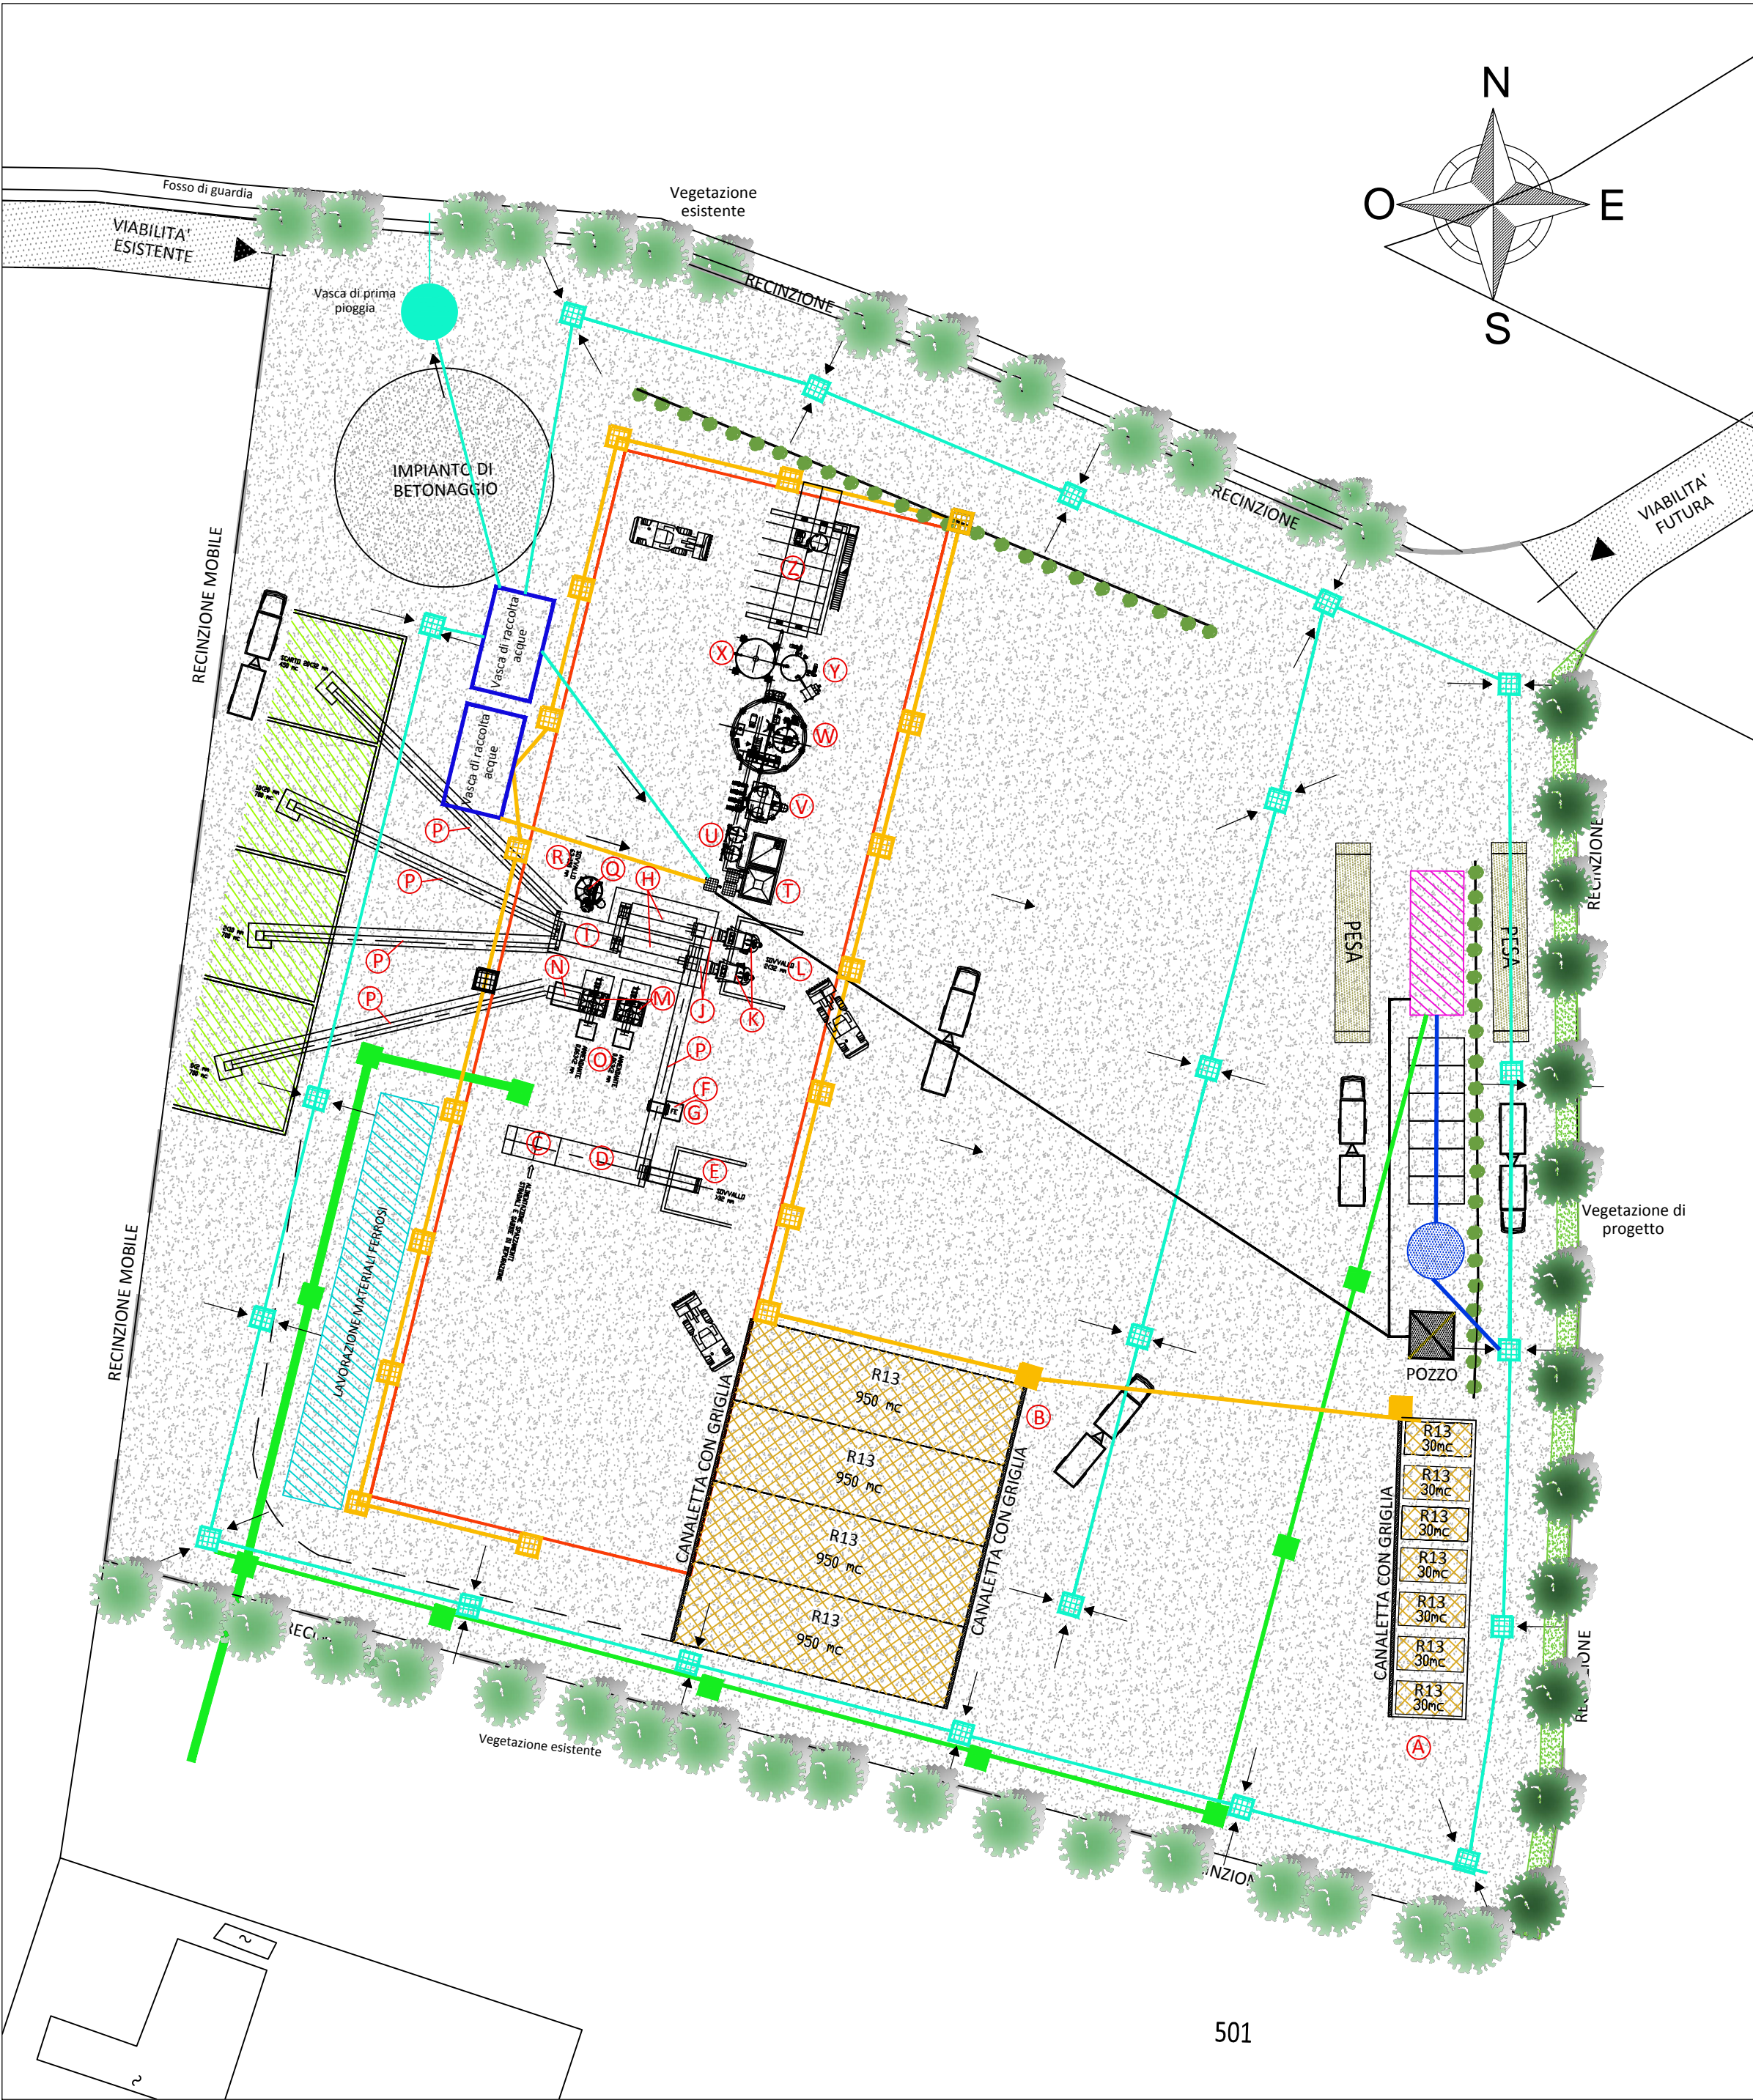 N
O
E
S
Fosso di guardia
VIABILITA'
ESISTENTE
Vegetazione
esistente
RECINZIONE
Vasca di prima
pioggia
IMPIANTO DI
BETONAGGIO
RECINZIONE
VIABILITA'
FUTURA
RECINZIONE MOBILE
Vasca di raccolta
acque
Vasca di raccolta
acque
Z
X
Y
W
V
U
T
R
Q
H
I
P
P
P
P
N
M
L
J
K
O
P
F
G
C
D
E
SOVVALLO
SOVVALLO
PESA
PESA
RECINZIONE
Vegetazione di
progetto
POZZO
LAVORAZIONE MATERIALI FERROSI
RECINZIONE MOBILE
CANALETTA CON GRIGLIA
R13
950 mc
R13
950 mc
R13
950 mc
R13
950 mc
B
CANALETTA CON GRIGLIA
CANALETTA CON GRIGLIA
R13
30mc
R13
30mc
R13
30mc
R13
30mc
R13
30mc
R13
30mc
R13
30mc
A
Vegetazione esistente
501